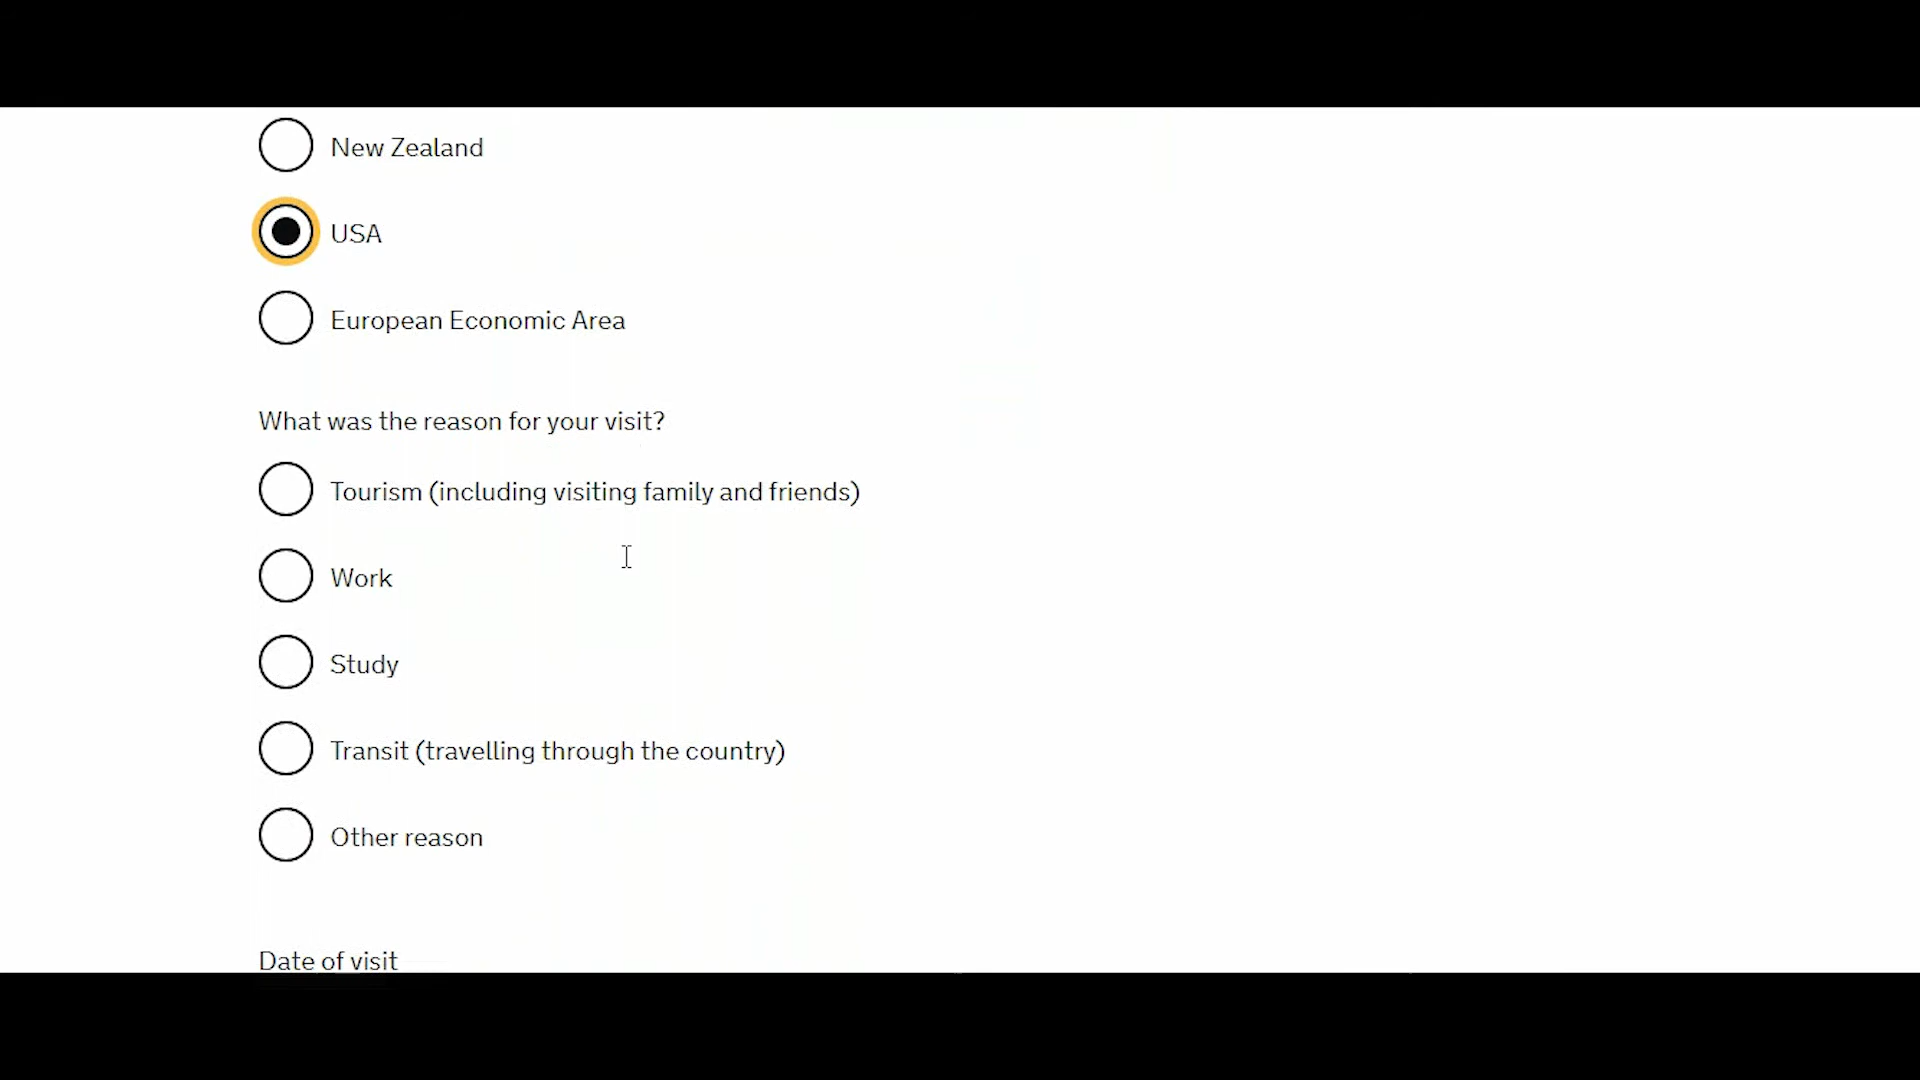 New Zealand
USA
European Economic Area
What was the reason for your visit?
Tourism (including visiting family and friends)
Work
Study
Transit (travelling through the country)
Other reason
Date of visit